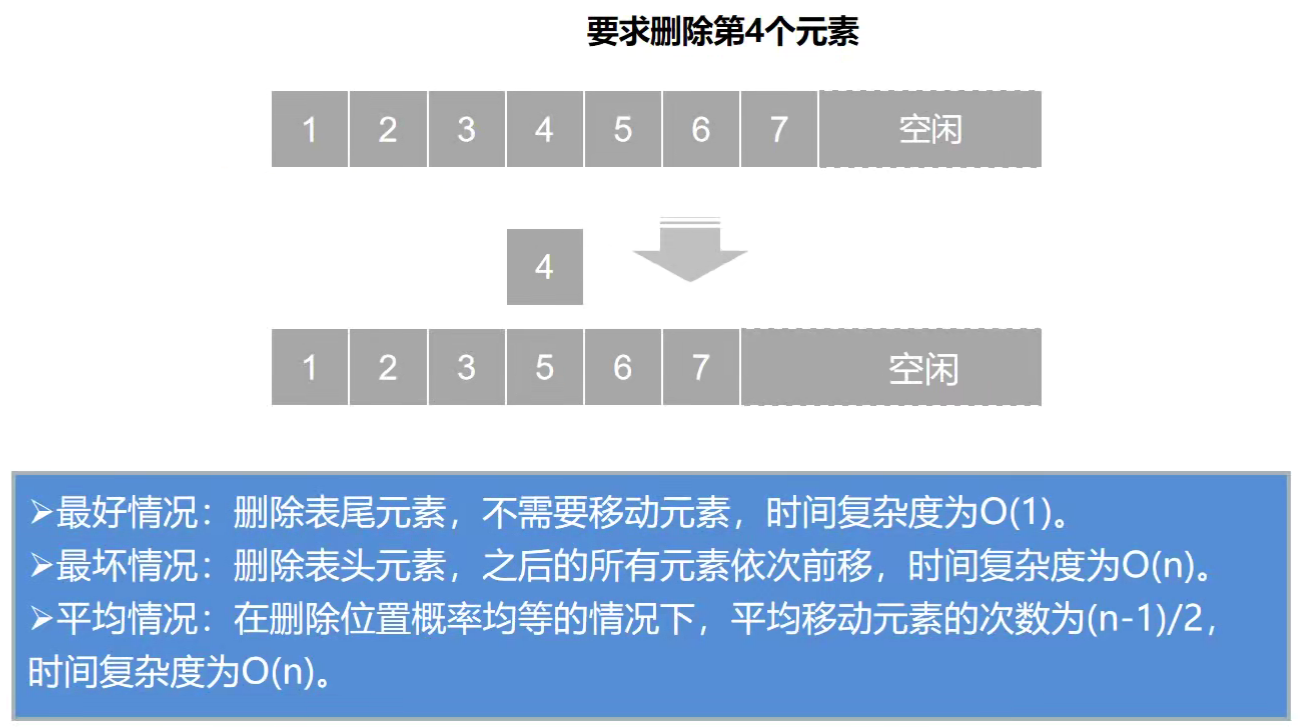 要求删除第4个元素
1 2 3 4 5 6 7 空闲
4
1 2 3 5 6 7 空闲
➢最好情况：删除表尾元素，不需要移动元素，时间复杂度为O(1)。
➢最坏情况：删除表头元素，之后的所有元素依次前移，时间复杂度为O(n)。
➢平均情况：在删除位置概率均等的情况下，平均移动元素的次数为(n-1)/2，
时间复杂度为O(n)。